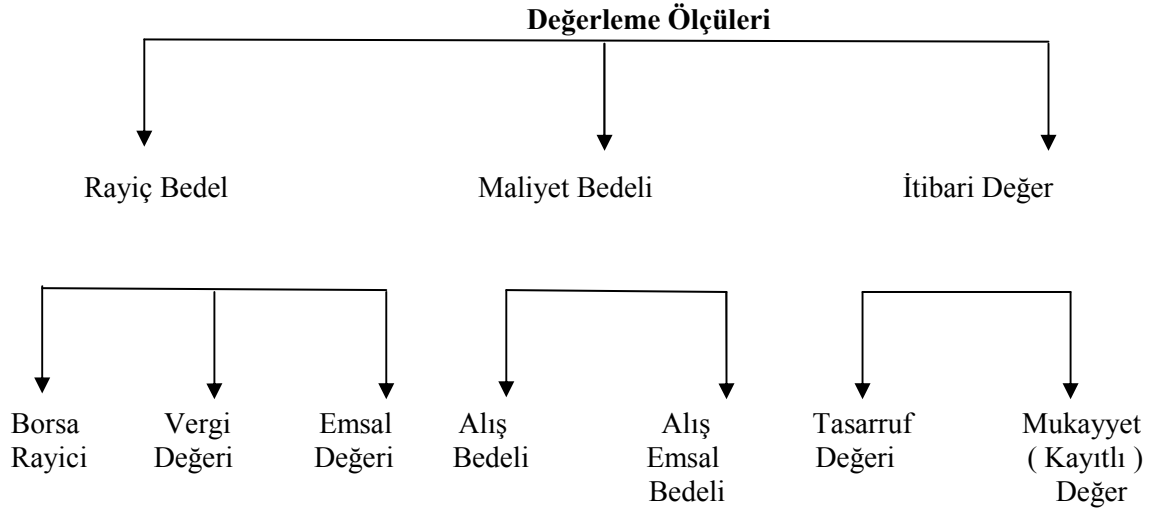 Değerleme Ölçüleri
Rayiç Bedel
Maliyet Bedeli
İtibari Değer
Borsa
Rayici
Vergi
Değeri
Emsal
Değeri
Alış
Bedeli
Alış
Emsal
Bedeli
Tasarruf
Değeri
Mukayyet
( Kayıtlı )
Değer